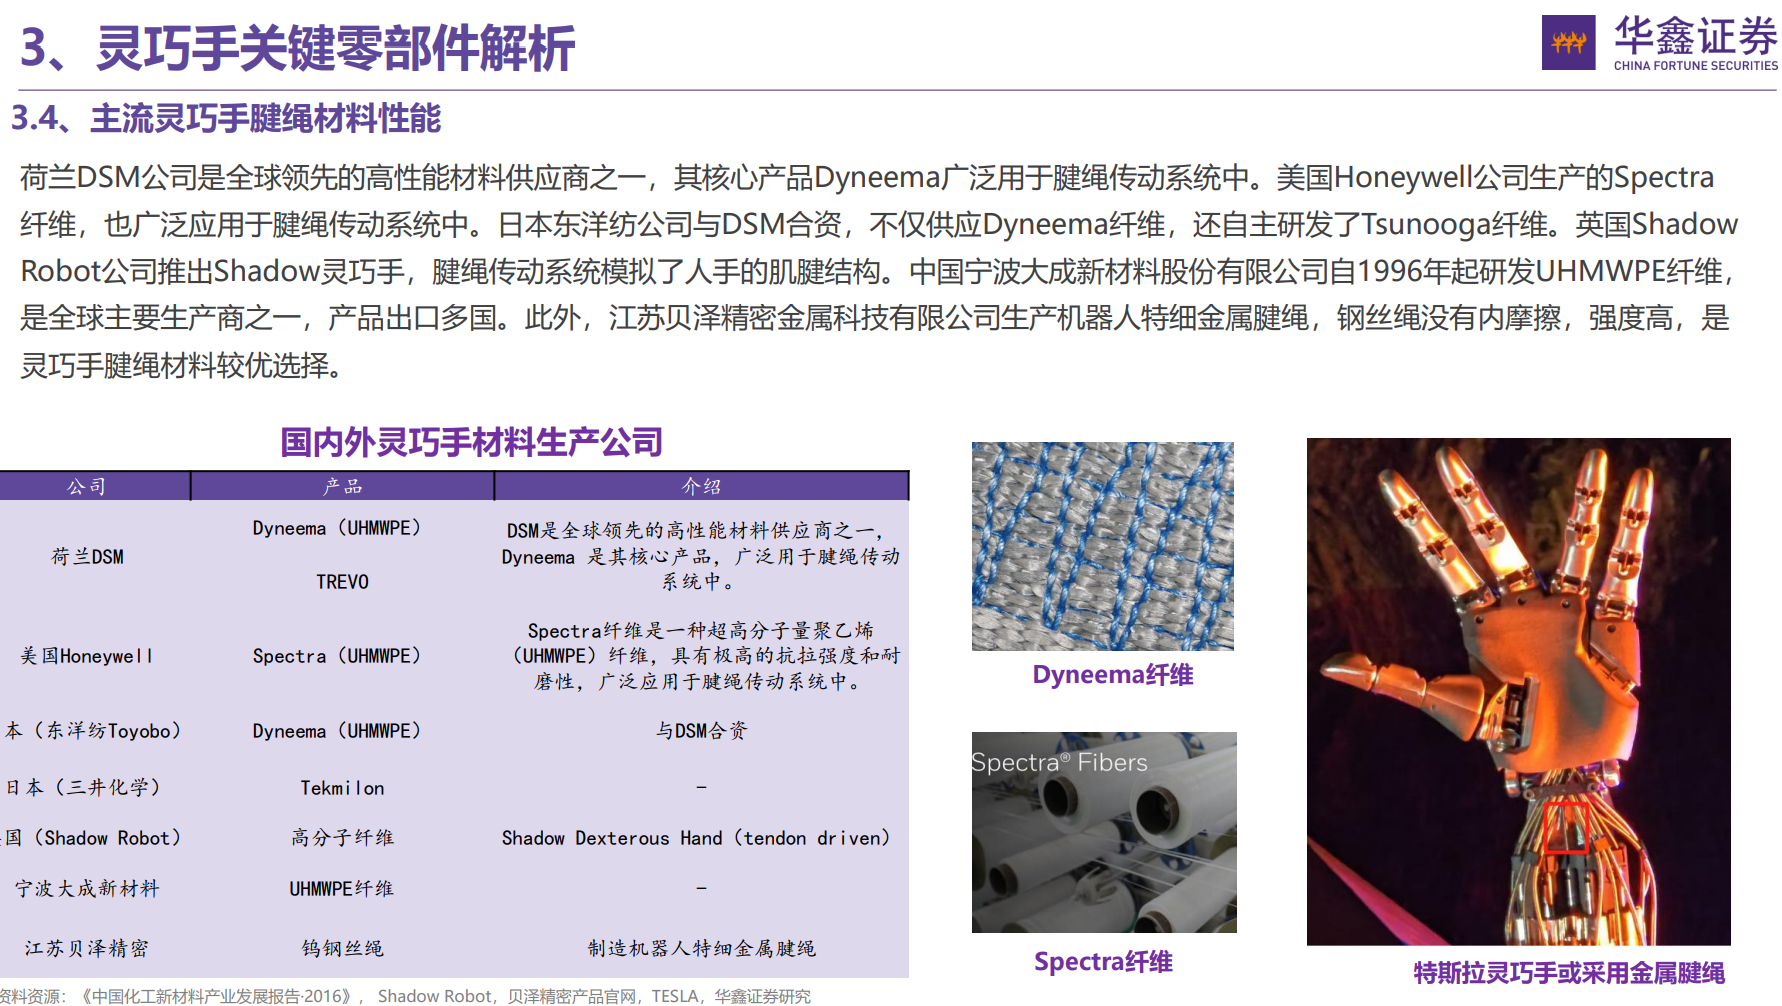 3、灵巧手关键零部件解析
华鑫证券
CHINA FORTUNE SECURITIES
3.4、主流灵巧手腱绳材料性能
荷兰DSM公司是全球领先的高性能材料供应商之一，其核心产品Dyneema广泛用于腱绳传动系统中。美国Honeywell公司生产的Spectra
纤维，也广泛应用于腱绳传动系统中。日本东洋纺公司与DSM合资，不仅供应Dyneema纤维，还自主研发了Tsunooga纤维。英国Shadow
Robot公司推出Shadow灵巧手，腱绳传动系统模拟了人手的肌腱结构。中国宁波大成新材料股份有限公司自1996年起研发UHMWPE纤维，
是全球主要生产商之一，产品出口多国。此外，江苏贝泽精密金属科技有限公司生产机器人特细金属腱绳，钢丝绳没有内摩擦，强度高，是
灵巧手腱绳材料较优选择。
国内外灵巧手材料生产公司
公司 产品 介绍
荷兰DSM
Dyneema（UHMWPE）
TREVO
DSM是全球领先的高性能材料供应商之一，
Dyneema 是其核心产品，广泛用于腱绳传动
系统中。
美国Honeywell
Spectra（UHMWPE）
Spectra纤维是一种超高分子量聚乙烯
（UHMWPE）纤维，具有极高的抗拉强度和耐
磨性，广泛应用于腱绳传动系统中。
本（东洋纺Toyobo） Dyneema（UHMWPE） 与DSM合资
日本（三井化学） Tekmilon –
国（Shadow Robot） 高分子纤维 Shadow Dexterous Hand（tendon driven）
宁波大成新材料 UHMWPE纤维 –
江苏贝泽精密 钨钢丝绳 制造机器人特细金属腱绳
Dyneema纤维
Spectra® Fibers
Spectra纤维
特斯拉灵巧手或采用金属腱绳
资料资源：《中国化工新材料产业发展报告·2016》， Shadow Robot，贝泽精密产品官网，TESLA，华鑫证券研究